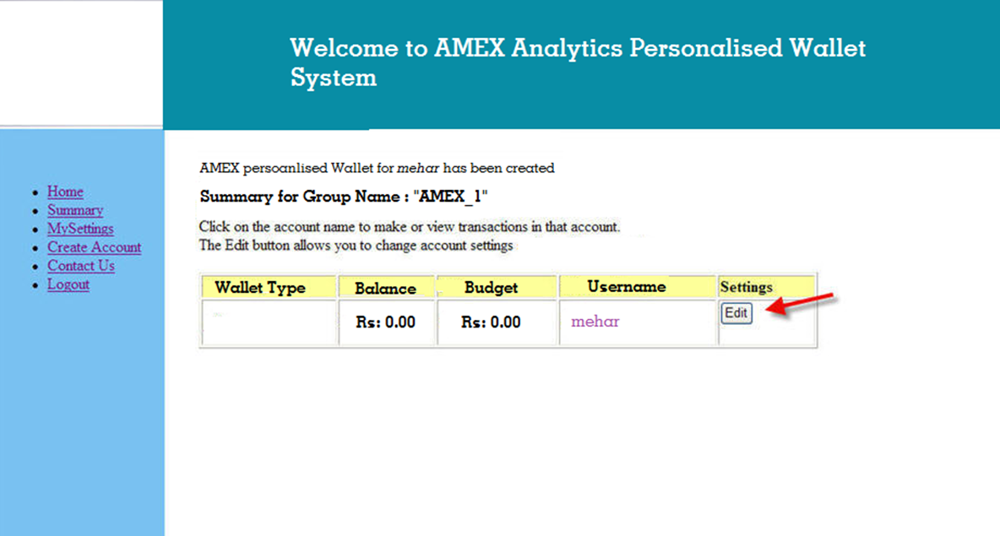 Welcome to AMEX Analytics Personalised Wallet
System
Home
Summary
MySettings
Create Account
Contact Us
Logout
AMEX persoanlised Wallet for mehar has been created
Summary for Group Name : "AMEX_1"
Click on the account name to make or view transactions in that account.
The Edit button allows you to change account settings
Wallet Type Balance Budget Username Settings
Rs: 0.00 Rs: 0.00 mehar Edit